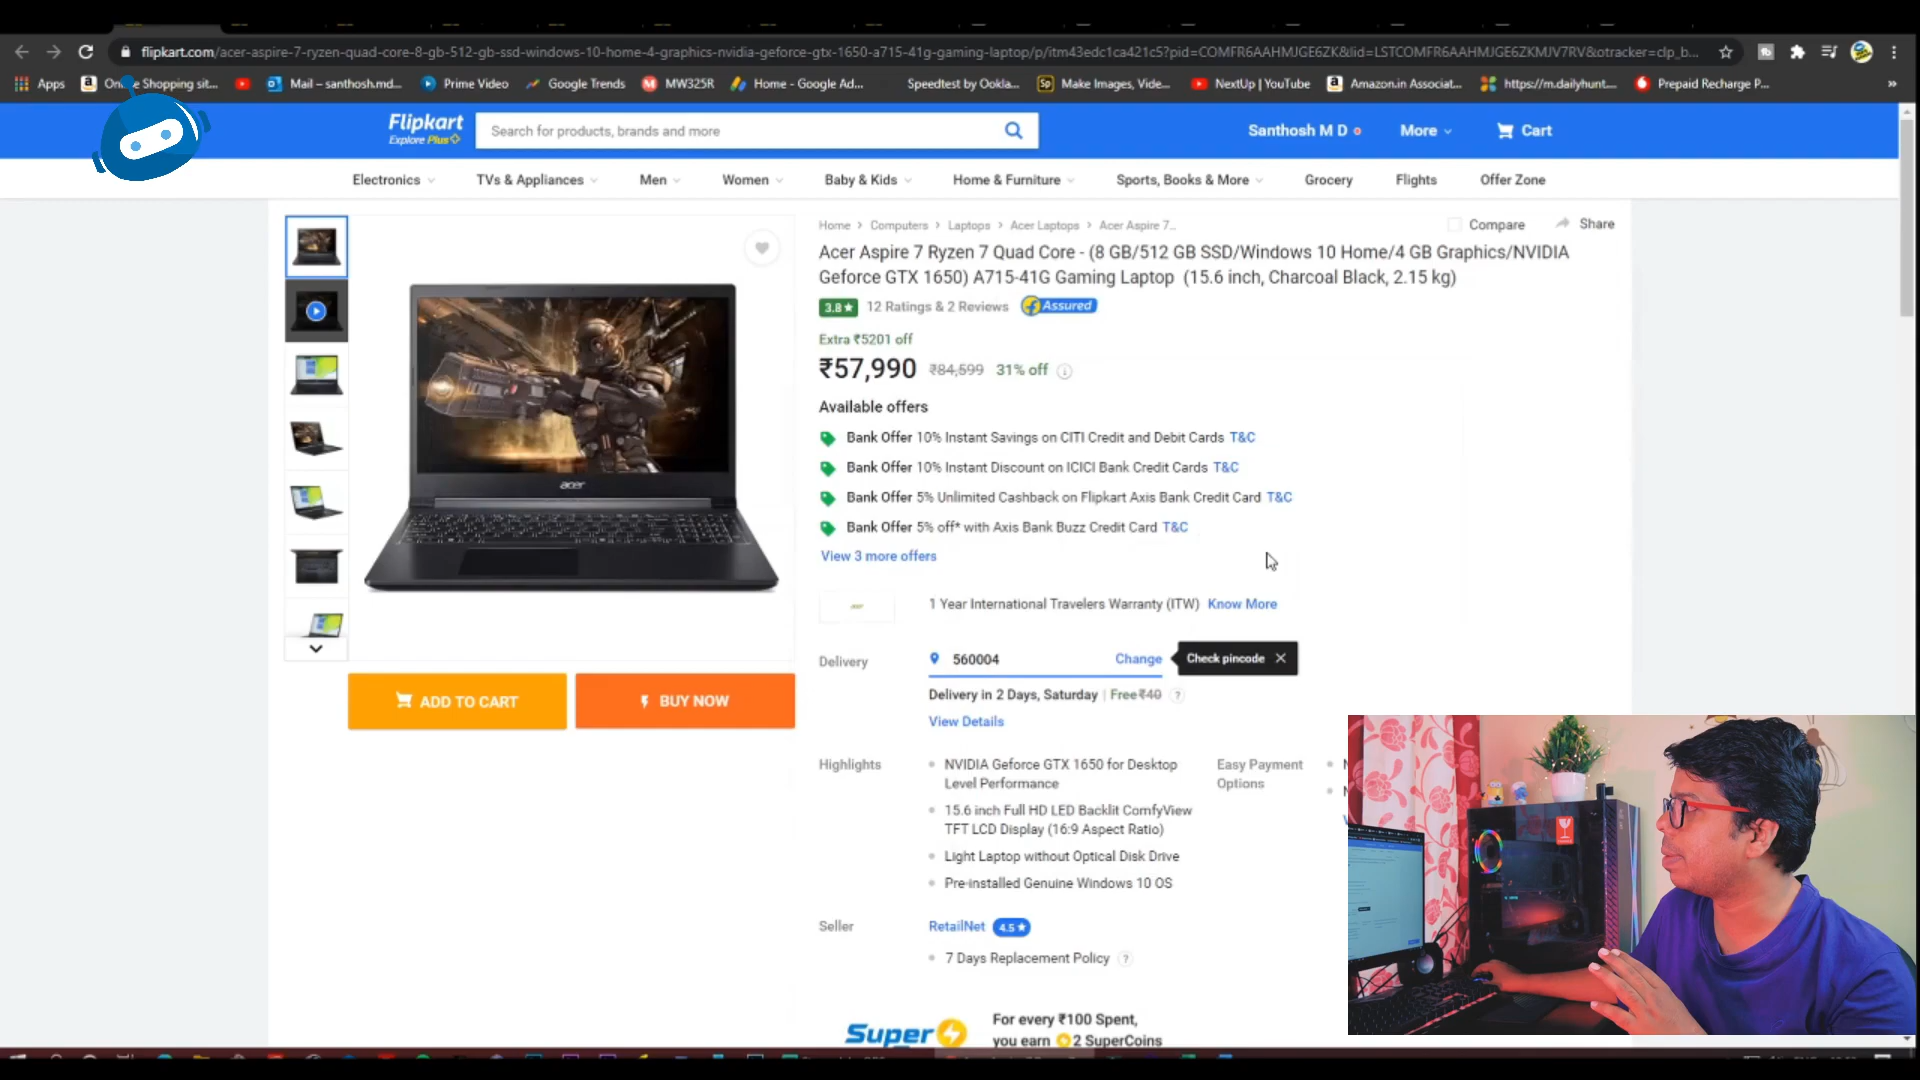 flipkart.com/acer-aspire-7-ryzen-quad-core-8-gb-512-gb-ssd-windows-10-home-4-graphics-nvidia-geforce-gtx-1650-a715-41g-gaming-laptop/p/itm43edc1ca421c5?pid=COMFR6AAHMJGE6ZK&lid=LSTCOMFR6AAHMJGE6ZKMJV7RV&otracker=clp_b...
Apps
Shopping sit...
Mail – santhosh.md...
Prime Video
Google Trends
MW325R
Home - Google Ad...
Speedtest by Ookla...
Sp
Make Images, Vide...
NextUp | YouTube
Amazon.in Associat...
https://m.dailyhunt....
Prepaid Recharge P...
»
Flipkart
Explore Plus
Search for products, brands and more
Santhosh M D
More
Cart
Electronics
TVs & Appliances
Men
Women
Baby & Kids
Home & Furniture
Sports, Books & More
Grocery
Flights
Offer Zone
Home > Computers > Laptops > Acer Laptops > Acer Aspire 7...
Compare
Share
Acer Aspire 7 Ryzen 7 Quad Core - (8 GB/512 GB SSD/Windows 10 Home/4 GB Graphics/NVIDIA
Geforce GTX 1650) A715-41G Gaming Laptop (15.6 inch, Charcoal Black, 2.15 kg)
3.8★ 12 Ratings & 2 Reviews Assured
Extra ₹5201 off
₹57,990 ₹84,599 31% off
Available offers
Bank Offer 10% Instant Savings on CITI Credit and Debit Cards T&C
Bank Offer 10% Instant Discount on ICICI Bank Credit Cards T&C
Bank Offer 5% Unlimited Cashback on Flipkart Axis Bank Credit Card T&C
Bank Offer 5% off* with Axis Bank Buzz Credit Card T&C
View 3 more offers
acer
ADD TO CART
BUY NOW
1 Year International Travelers Warranty (ITW) Know More
Delivery
560004
Change
Check pincode
Delivery in 2 Days, Saturday | Free ₹40 ?
View Details
Highlights
NVIDIA Geforce GTX 1650 for Desktop
Level Performance
15.6 inch Full HD LED Backlit ComfyView
TFT LCD Display (16:9 Aspect Ratio)
Light Laptop without Optical Disk Drive
Pre-installed Genuine Windows 10 OS
Easy Payment
Options
Seller
RetailNet 4.5★
7 Days Replacement Policy ?
Super
For every ₹100 Spent,
you earn 2 SuperCoins